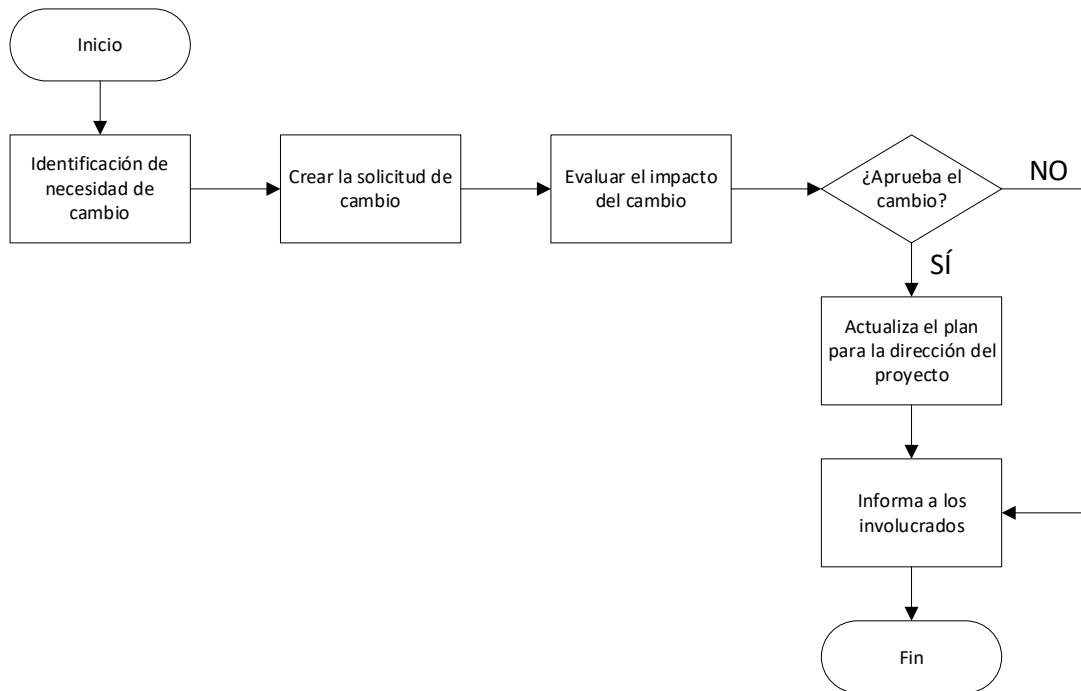 Inicio
Identificación de
necesidad de
cambio
Crear la solicitud de
cambio
Evaluar el impacto
del cambio
¿Aprueba el
cambio?
NO
SÍ
Actualiza el plan
para la dirección del
proyecto
Informa a los
involucrados
Fin